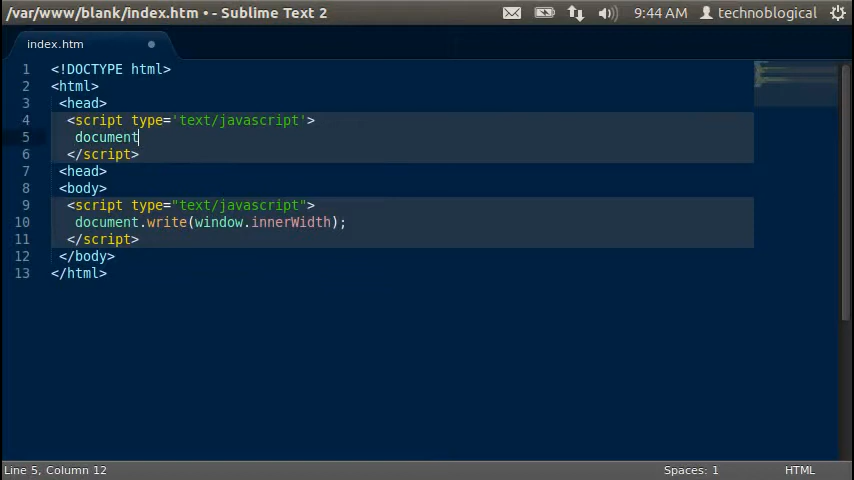 /var/www/blank/index.htm • - Sublime Text 2
9:44 AM
technoblogical
index.htm
1 <!DOCTYPE html>
2 <html>
3 <head>
4 <script type='text/javascript'>
5 document
6 </script>
7 <head>
8 <body>
9 <script type="text/javascript">
10 document.write(window.innerWidth);
11 </script>
12 </body>
13 </html>
Line 5, Column 12
Spaces: 1
HTML